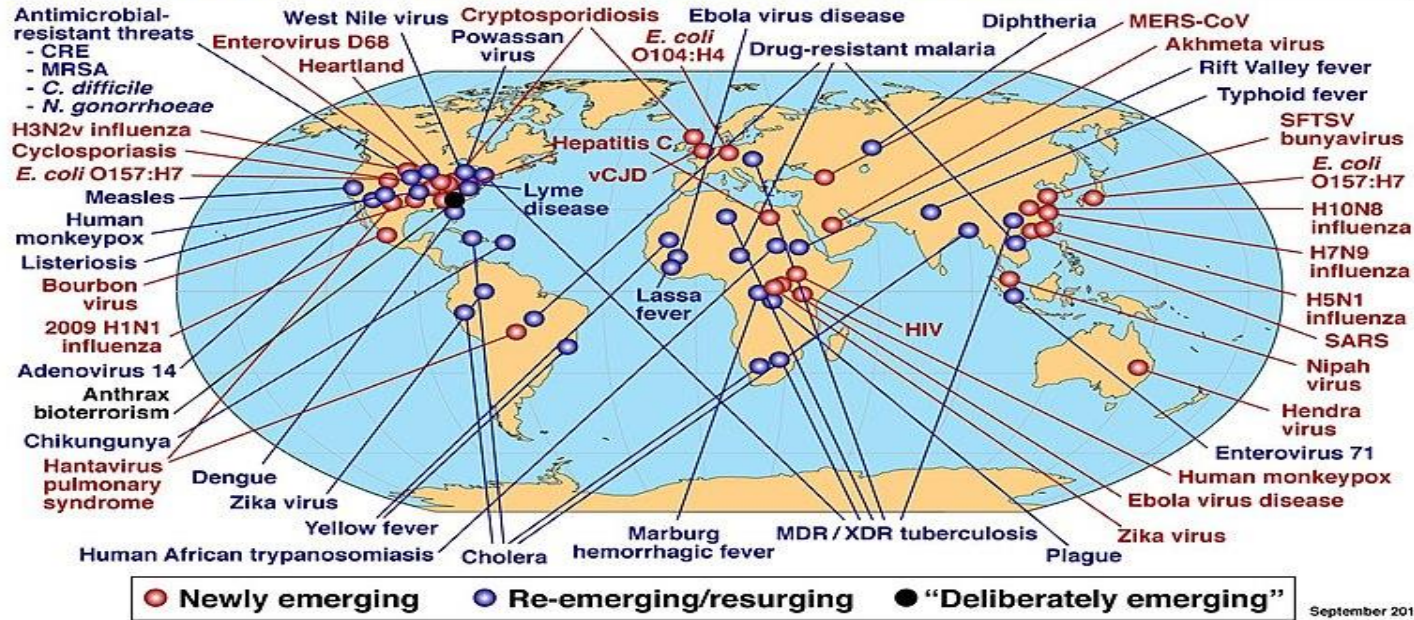 Antimicrobial-
resistant threats
- CRE
- MRSA
- C. difficile
- N. gonorrhoeae
West Nile virus
Enterovirus D68
Heartland
Powassan
virus
Cryptosporidiosis
E. coli
O104:H4
Ebola virus disease
Drug-resistant malaria
Diphtheria
MERS-CoV
Akhmeta virus
Rift Valley fever
Typhoid fever
SFTSV
bunyavirus
E. coli
O157:H7
H10N8
influenza
H7N9
influenza
H5N1
influenza
SARS
Nipah
virus
Hendra
virus
Enterovirus 71
Human monkeypox
Ebola virus disease
Zika virus
Plague
MDR / XDR tuberculosis
Marburg
hemorrhagic fever
Cholera
Human African trypanosomiasis
Yellow fever
Zika virus
Dengue
Hantavirus
pulmonary
syndrome
Chikungunya
Anthrax
bioterrorism
Adenovirus 14
2009 H1N1
influenza
Bourbon
virus
Listeriosis
Human
monkeypox
Measles
E. coli O157:H7
Cyclosporiasis
H3N2v influenza
Hepatitis C
vCJD
Lyme
disease
Lassa
fever
HIV
Newly emerging
Re-emerging/resurging
"Deliberately emerging"
September 201